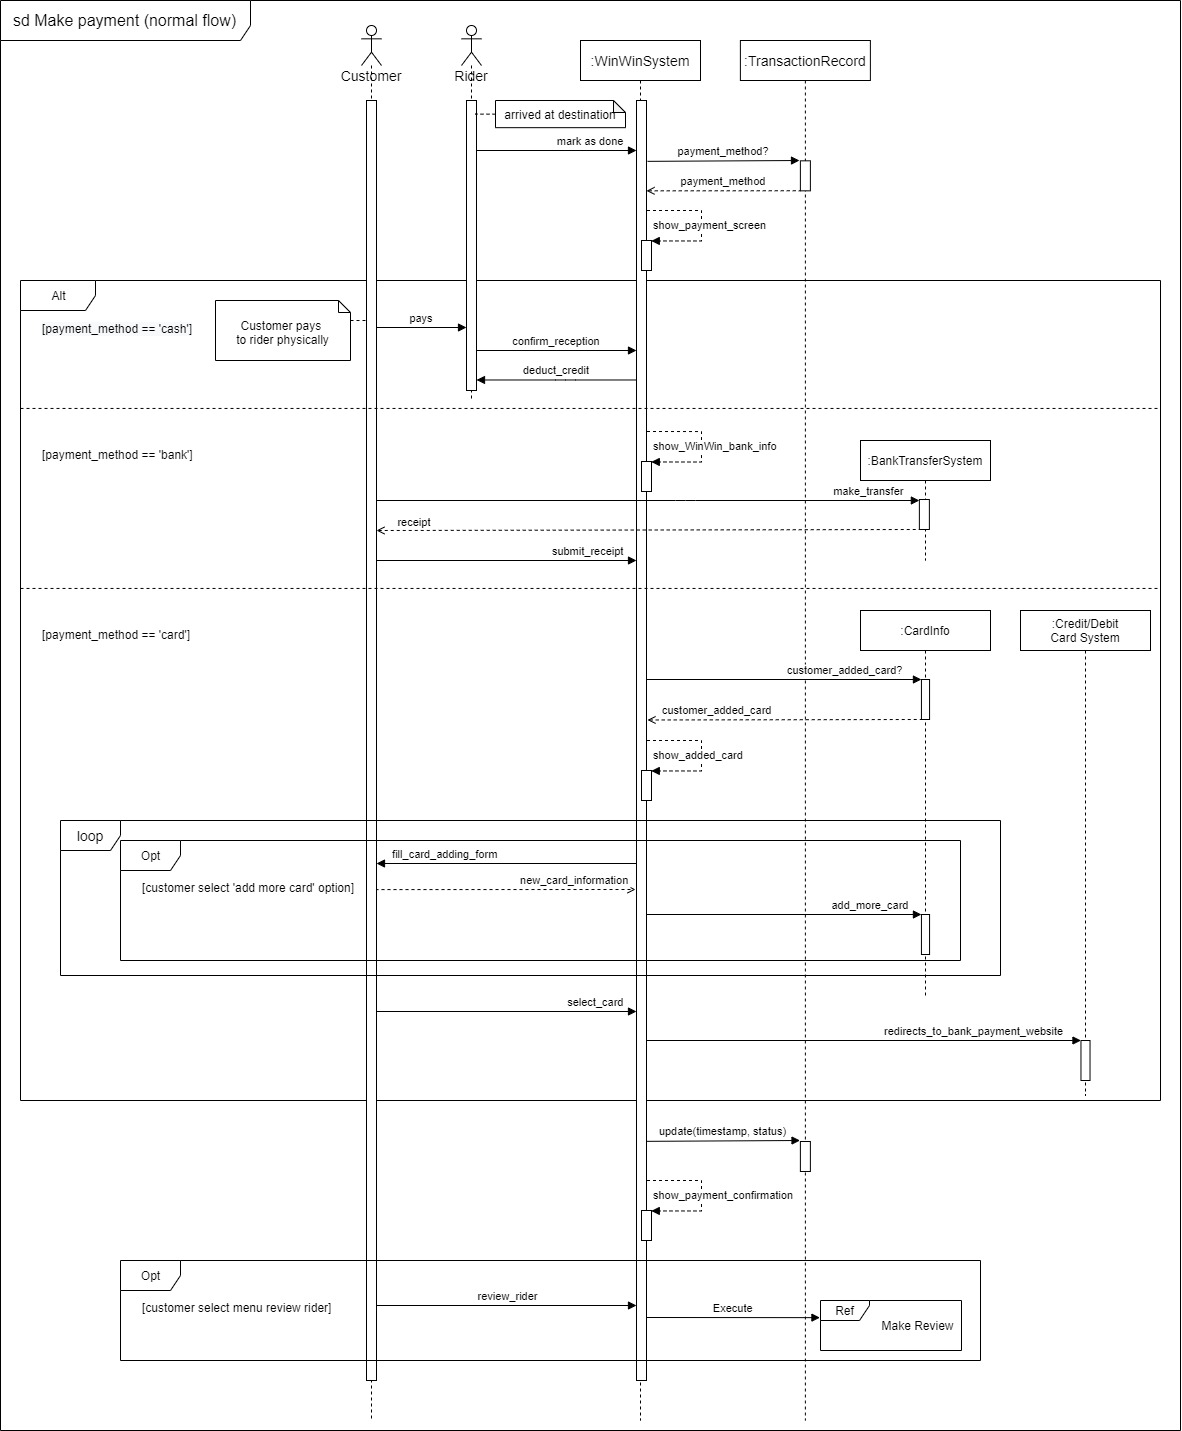 sd Make payment (normal flow)
Customer
Rider
:WinWinSystem
:TransactionRecord
arrived at destination
mark as done
payment_method?
payment_method
show_payment_screen
Alt
[payment_method == 'cash']
Customer pays
to rider physically
pays
confirm_reception
deduct_credit
[payment_method == 'bank']
show_WinWin_bank_info
:BankTransferSystem
make_transfer
receipt
submit_receipt
[payment_method == 'card']
:CardInfo
:Credit/Debit
Card System
customer_added_card?
customer_added_card
show_added_card
loop
Opt
[customer select 'add more card' option]
fill_card_adding_form
new_card_information
add_more_card
select_card
redirects_to_bank_payment_website
update(timestamp, status)
show_payment_confirmation
Opt
[customer select menu review rider]
review_rider
Execute
Ref
Make Review